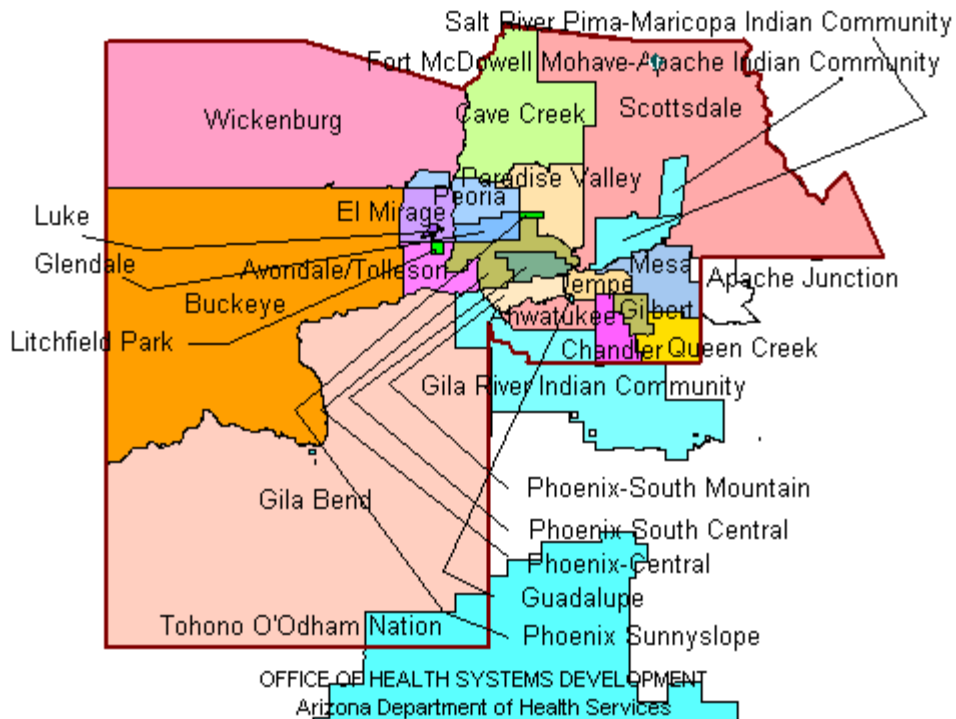 Salt River Pima-Maricopa Indian Community
Fort McDowell Mohave-Apache Indian Community
Scottsdale
Wickenburg
Cave Creek
Paradise Valley
Peoria
El Mirage
Luke
Glendale
Avondale/Tolleson
Mesa
Apache Junction
Buckeye
Tempe
Ahwatukee
Gilbert
Litchfield Park
Chandler
Queen Creek
Gila River Indian Community
Gila Bend
Phoenix-South Mountain
Phoenix South Central
Phoenix-Central
Guadalupe
Tohono O'Odham Nation
Phoenix Sunnyslope
OFFICE OF HEALTH SYSTEMS DEVELOPMENT
Arizona Department of Health Services